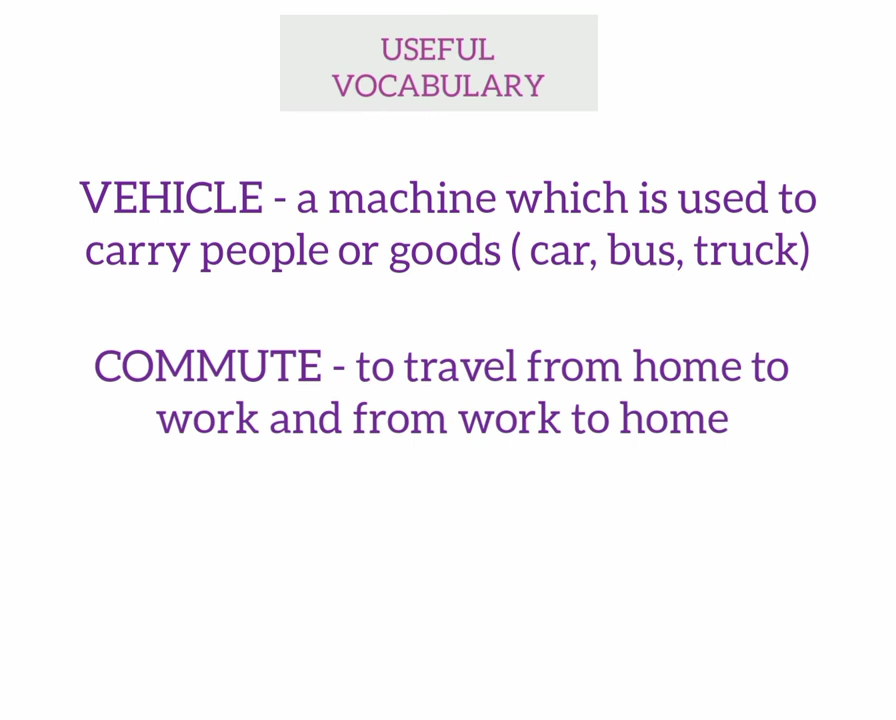 USEFUL
VOCABULARY
VEHICLE - a machine which is used to
carry people or goods ( car, bus, truck)
COMMUTE - to travel from home to
work and from work to home